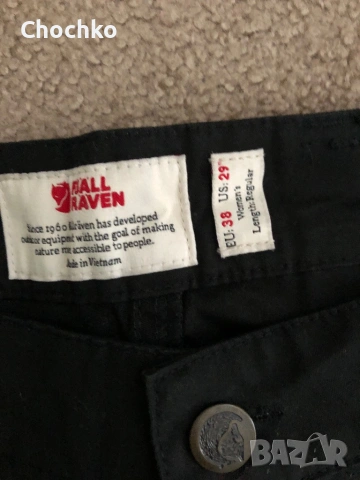 Chochko
FJÄLL
RAVEN
Since 1960 Fjällräven has developed
outdoor equipment with the goal of making
nature more accessible to people.
Made in Vietnam
EU: 38 US: 29"
Women's
Length: Regular
BAZAR